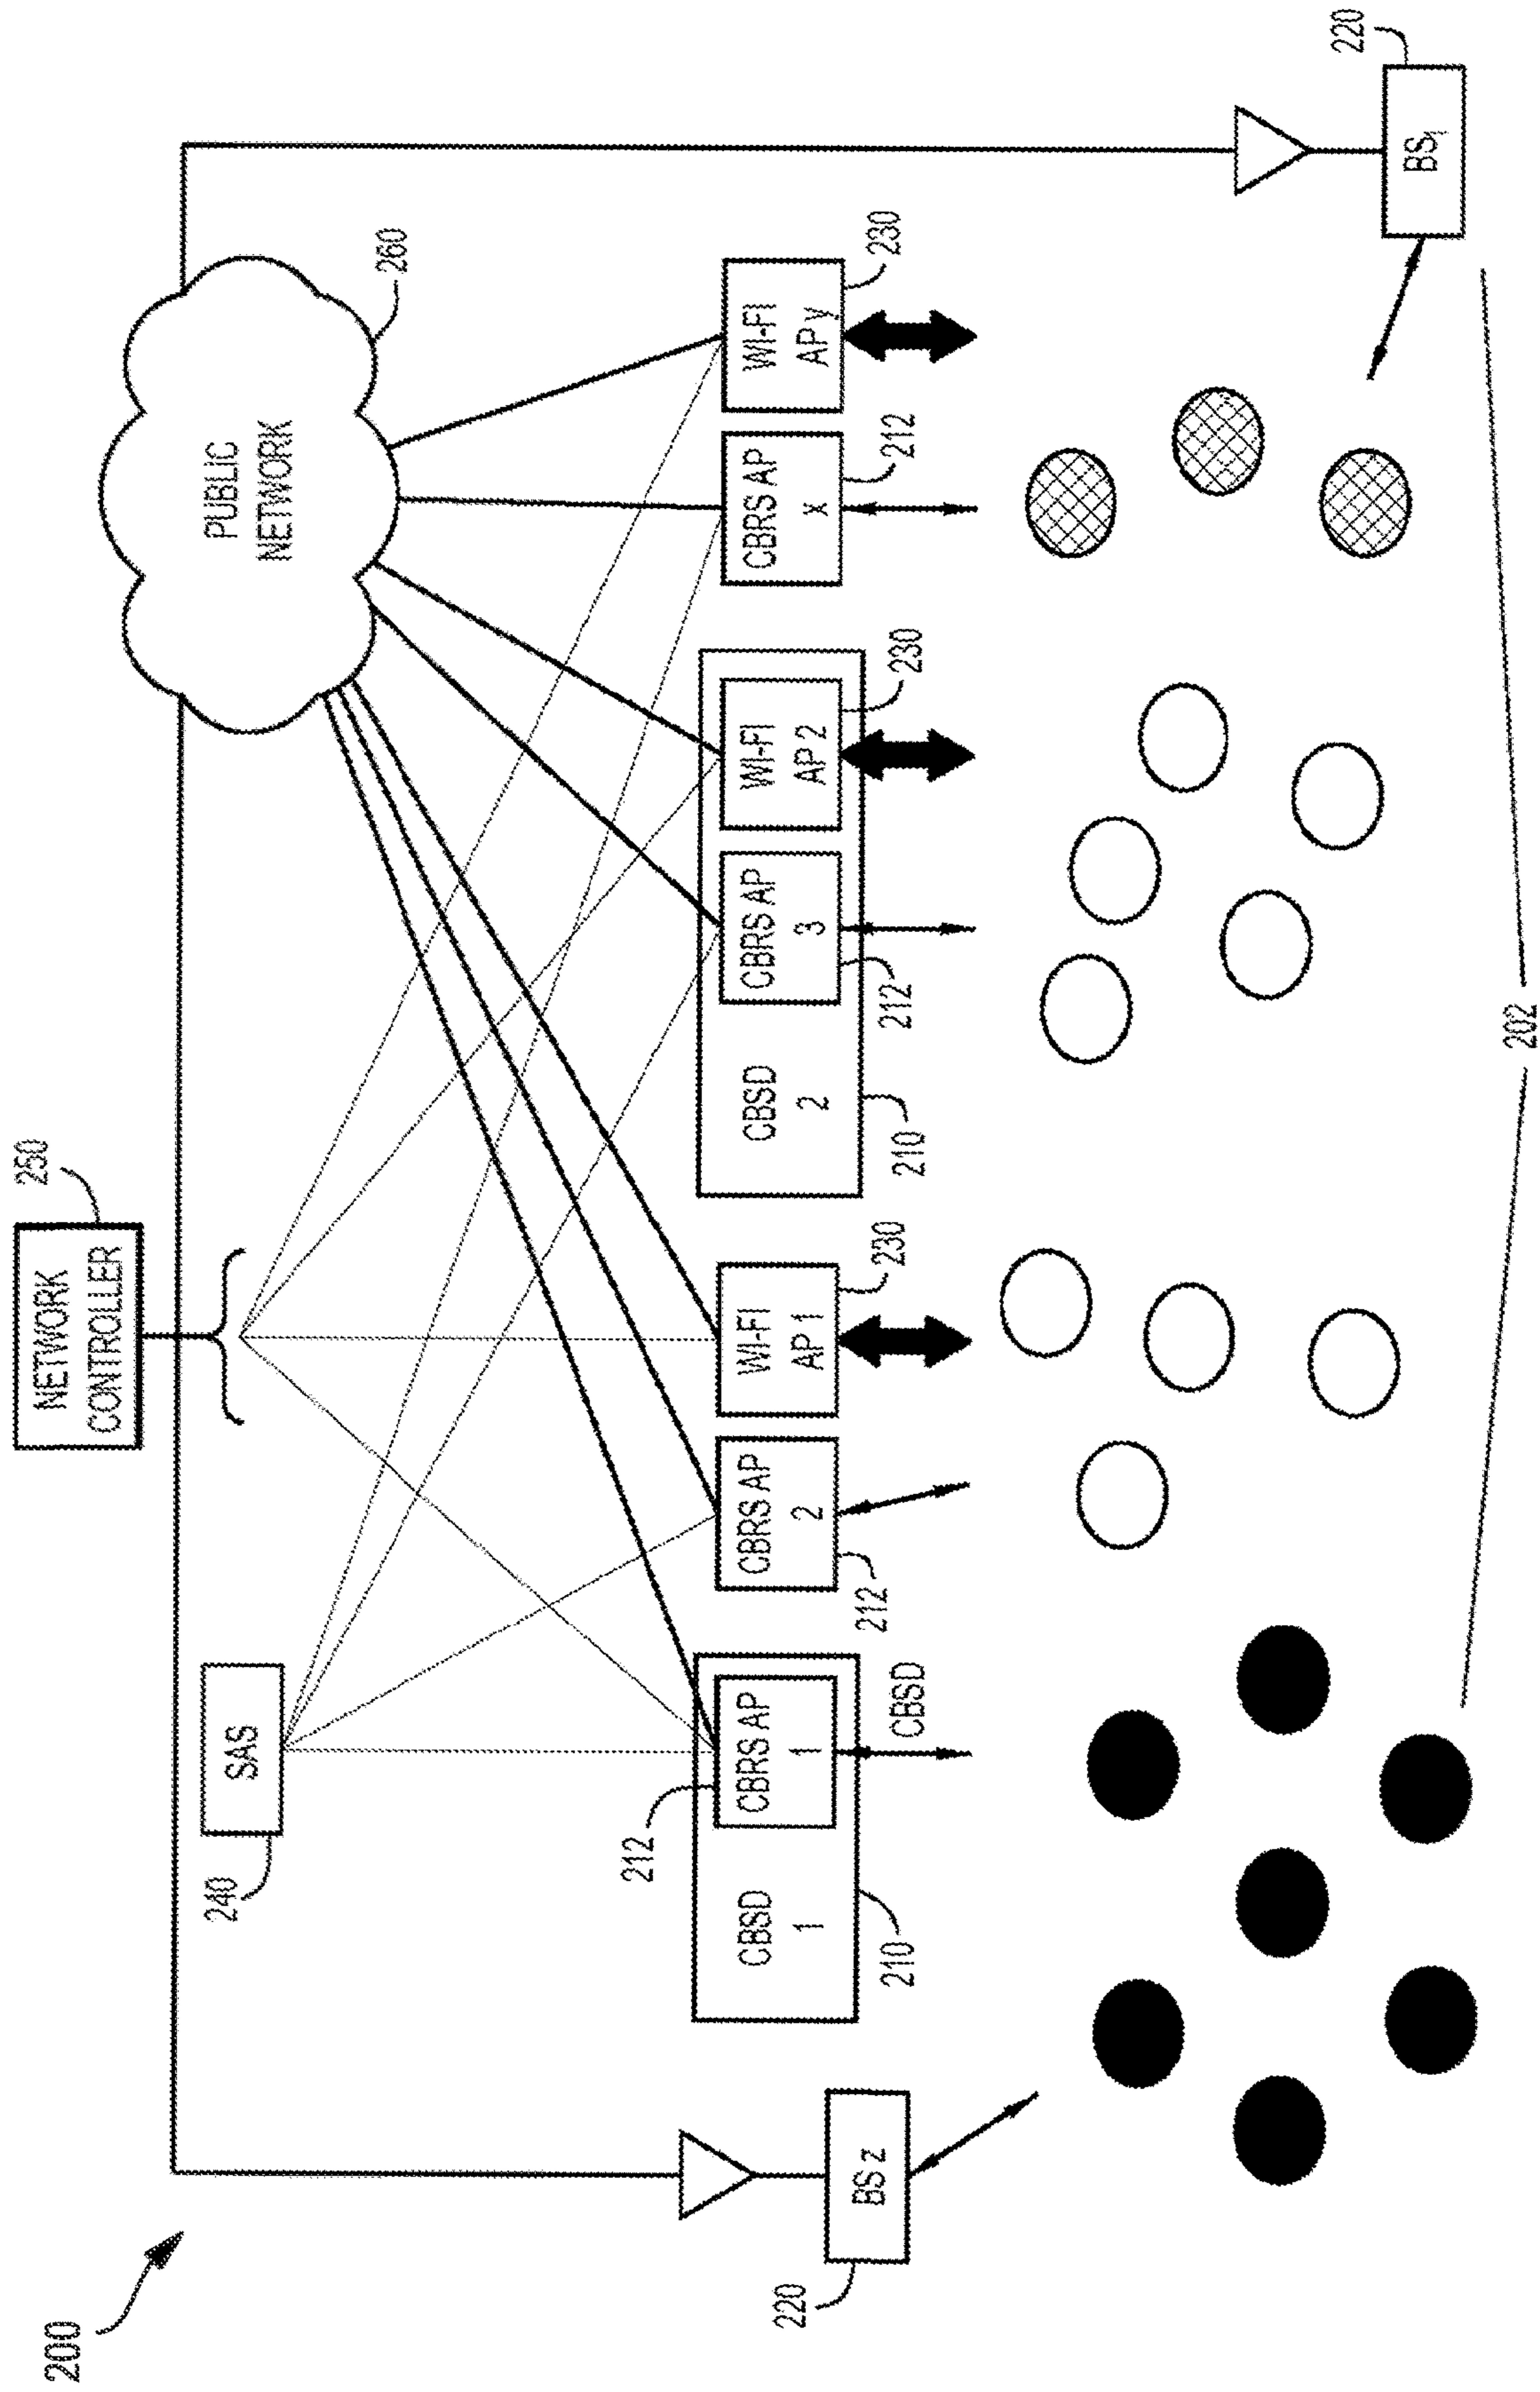 200
NETWORK
CONTROLLER
250
PUBLIC
NETWORK
260
SAS
240
212
CBSD
1
CBRS AP
1
210
CBSD
CBRS AP
2
212
WI-FI
AP 1
230
CBSD
2
210
CBRS AP
3
212
WI-FI
AP 2
230
CBRS AP
x
212
WI-FI
AP y
230
BS z
220
BS1
220
202